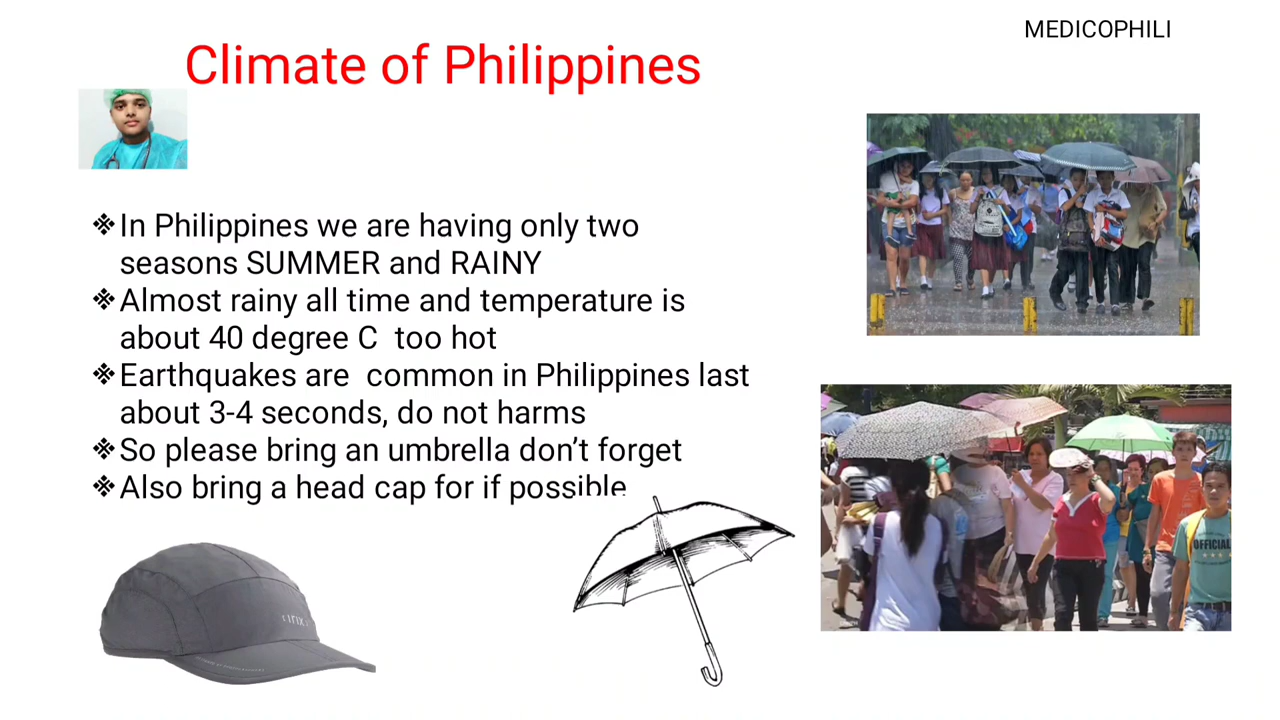 MEDICOPHILI
Climate of Philippines
❖In Philippines we are having only two
seasons SUMMER and RAINY
❖Almost rainy all time and temperature is
about 40 degree C  too hot
❖Earthquakes are  common in Philippines last
about 3-4 seconds, do not harms
❖So please bring an umbrella don’t forget
❖Also bring a head cap for if possible
OFFICIAL